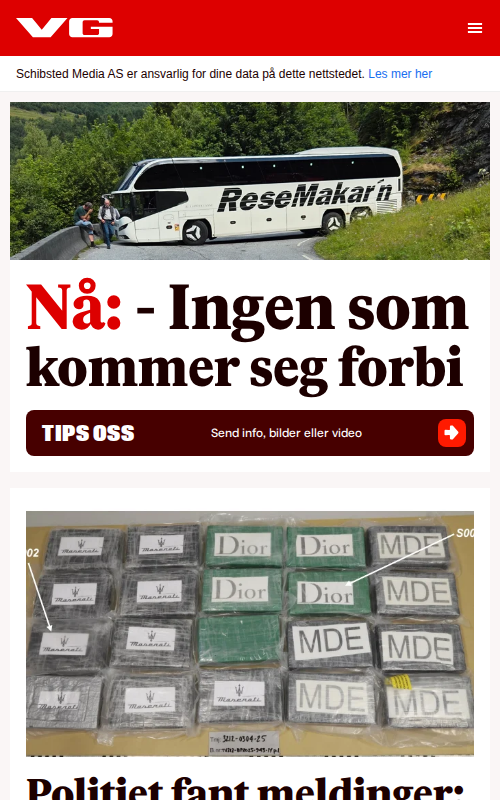 VG
Schibsted Media AS er ansvarlig for dine data på dette nettstedet. Les mer her
ReseMakar'n
Nå: - Ingen som
kommer seg forbi
TIPS OSS
Send info, bilder eller video
S00
002
Maserati
Maserati
Dior
Dior
MDE
Maserati
Maserati
Dior
Dior
MDE
Maserati
Maserati
MDE
MDE
Maserati
Maserati
Maserati
MDE
MDE
Politiet fant meldinger: